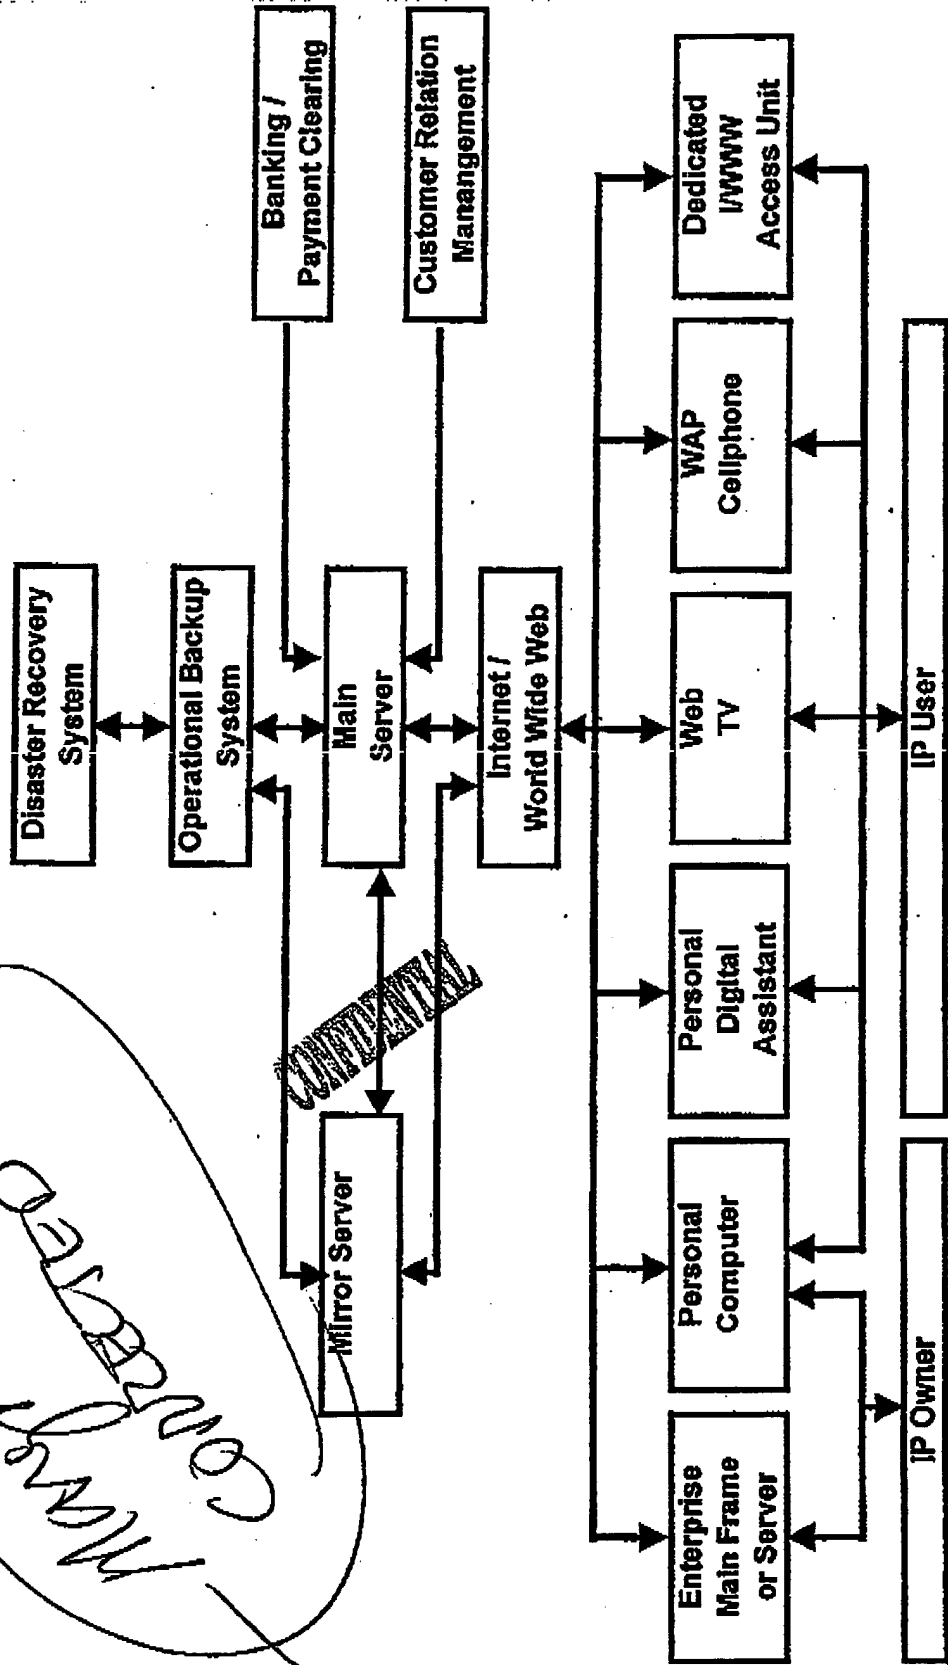 Disaster Recovery
System
Operational Backup
System
Banking /
Payment Clearing
Mirror Server
Main
Server
Customer Relation
Manangement
Internet /
World Wide Web
CONFIDENTIAL
Enterprise
Main Frame
or Server
Personal
Computer
Personal
Digital
Assistant
Web
TV
WAP
Cellphone
Dedicated
I/WWW
Access Unit
IP Owner
IP User